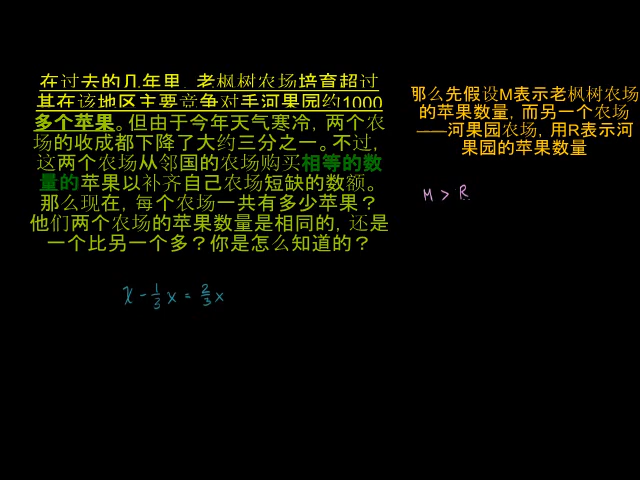 在过去的几年里，老枫树农场培育超过
其在该地区主要竞争对手河果园约1000
多个苹果。但由于今年天气寒冷，两个农
场的收成都下降了大约三分之一。不过，
这两个农场从邻国的农场购买相等的数
量的苹果以补齐自己农场短缺的数额。
那么现在，每个农场一共有多少苹果？
他们两个农场的苹果数量是相同的，还是
一个比另一个多？你是怎么知道的？
那么先假设M表示老枫树农场
的苹果数量，而另一个农场
——河果园农场，用R表示河
果园的苹果数量
M > R
x - 1/3 x = 2/3 x